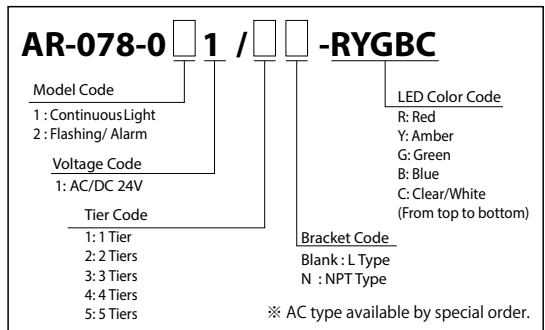 AR-078-0□1 / □□ -RYGBC
Model Code
1 : Continuous Light
2 : Flashing/ Alarm
Voltage Code
1: AC/DC 24V
Tier Code
1: 1 Tier
2: 2 Tiers
3: 3 Tiers
4: 4 Tiers
5: 5 Tiers
Bracket Code
Blank : L Type
N : NPT Type
LED Color Code
R: Red
Y: Amber
G: Green
B: Blue
C: Clear/White
(From top to bottom)
※ AC type available by special order.